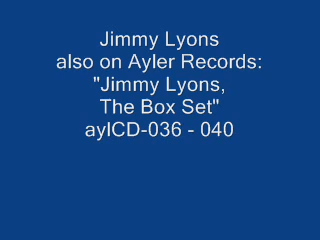 Jimmy Lyons
also on Ayler Records:
"Jimmy Lyons,
The Box Set"
aylCD-036 - 040